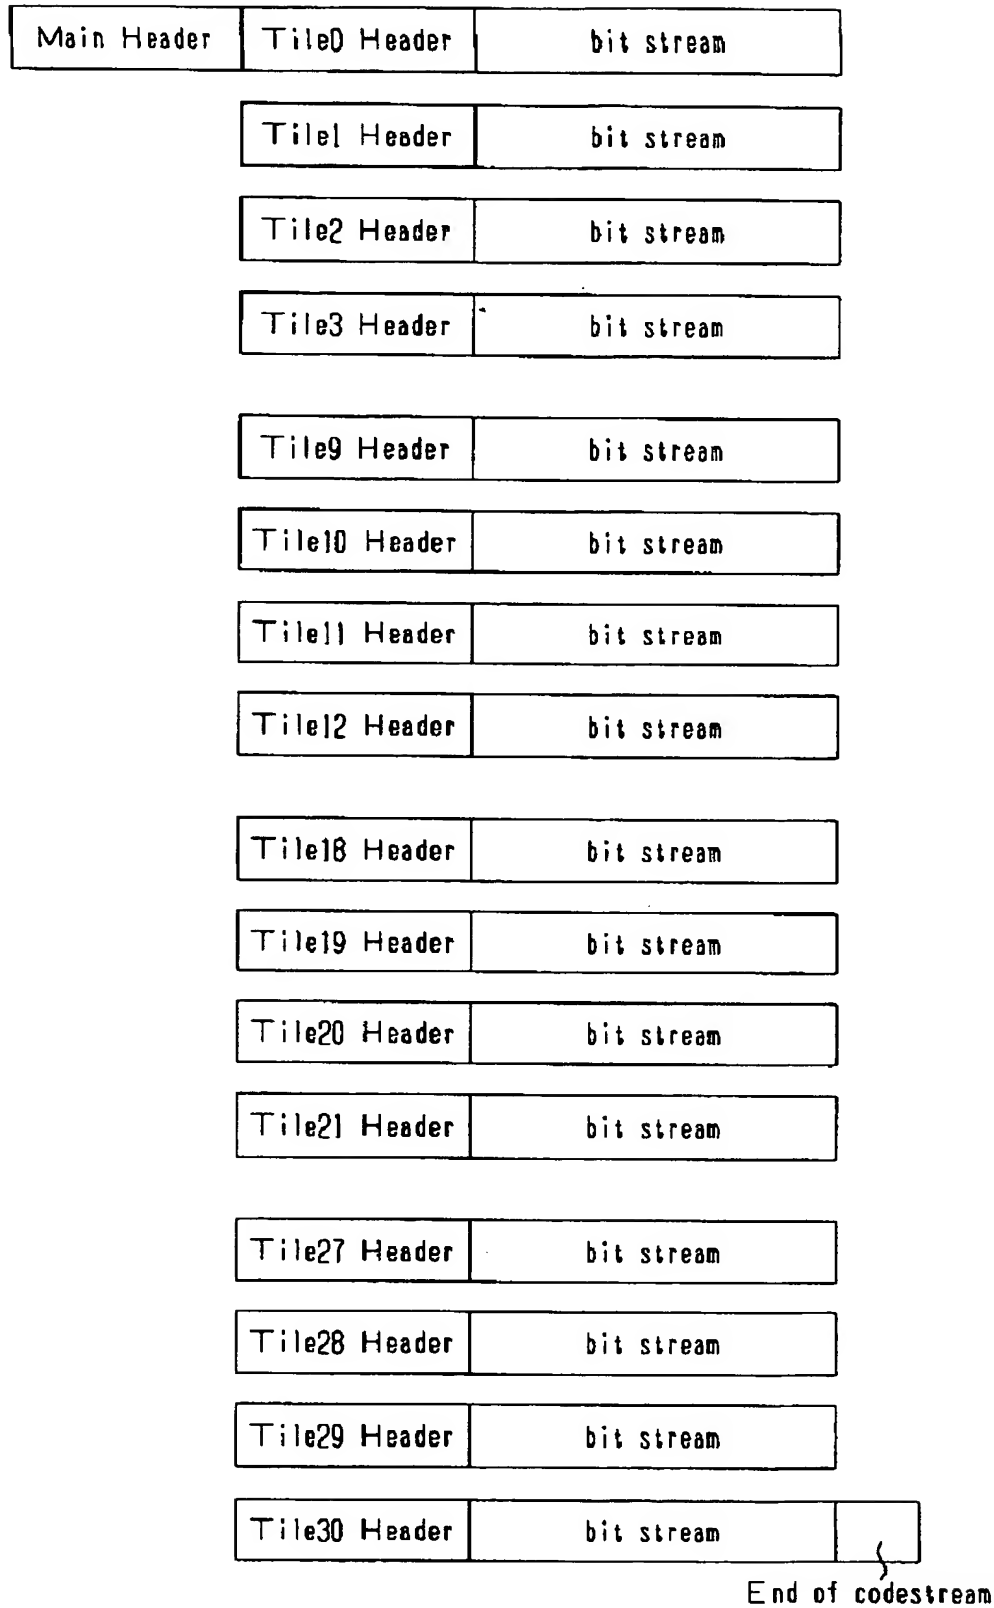 Main Header Tile0 Header bit stream
Tile1 Header bit stream
Tile2 Header bit stream
Tile3 Header bit stream
Tile9 Header bit stream
Tile10 Header bit stream
Tile11 Header bit stream
Tile12 Header bit stream
Tile18 Header bit stream
Tile19 Header bit stream
Tile20 Header bit stream
Tile21 Header bit stream
Tile27 Header bit stream
Tile28 Header bit stream
Tile29 Header bit stream
Tile30 Header bit stream
End of codestream